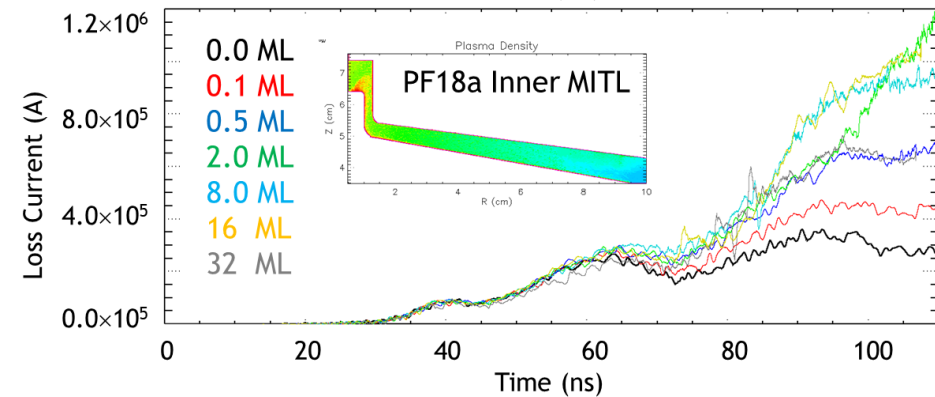 1.2×10⁶
8.0×10⁵
4.0×10⁵
0.0×10⁵
Loss Current (A)
0.0 ML
0.1 ML
0.5 ML
2.0 ML
8.0 ML
16 ML
32 ML
Plasma Density
PF18a Inner MITL
7
6
5
4
Z (cm)
2 4 6 8 10
R (cm)
0 20 40 60 80 100
Time (ns)